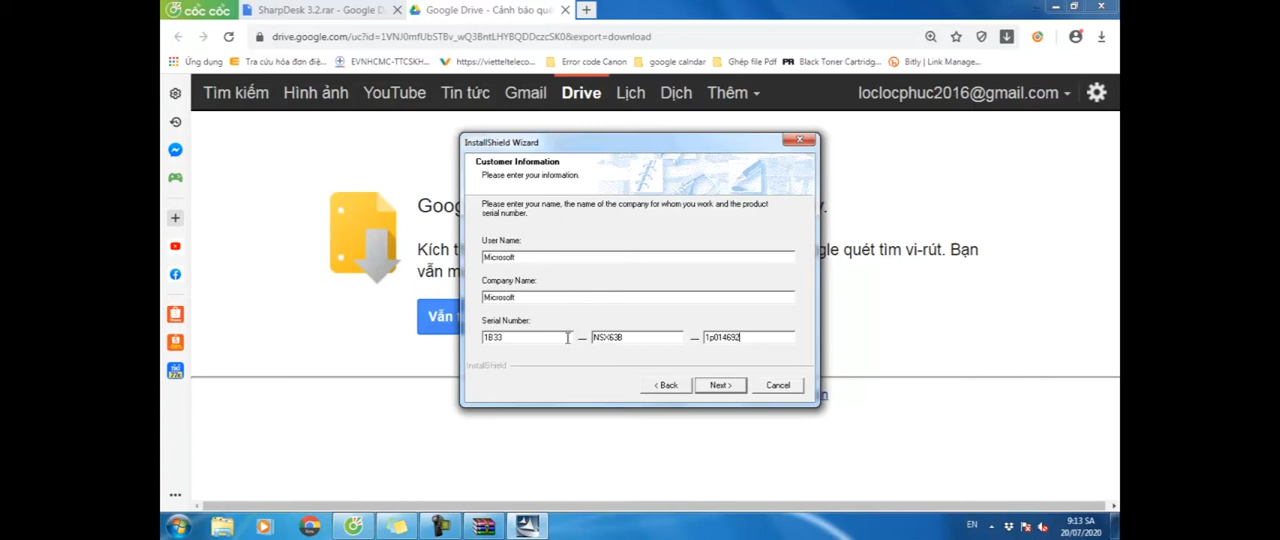 cốc cốc
SharpDesk 3.2.rar - Google D
Google Drive - Cảnh báo qué
drive.google.com/uc?id=1VNJ0mfUbSTBv_wQ3BntLHYBQDDczcSK0&export=download
Ứng dụng
Tra cứu hóa đơn điệ...
EVNHCMC-TTCSKH...
https://viettelteleco...
Error code Canon
google calndar
Ghép file Pdf
PR Black Toner Cartridg...
Bitly | Link Manage...
Tìm kiếm Hình ảnh YouTube Tin tức Gmail Drive Lịch Dịch Thêm
loclocphuc2016@gmail.com
InstallShield Wizard
Customer Information
Please enter your information.
Please enter your name, the name of the company for whom you work and the product
serial number.
User Name:
Microsoft
Company Name:
Microsoft
Serial Number:
1B33 — NSX63B — 1p014692
InstallShield
< Back Next > Cancel
Goog
y.
Kích t
gle quét tìm vi-rút. Bạn
vẫn m
Vẫn
EN
9:13 SA
20/07/2020